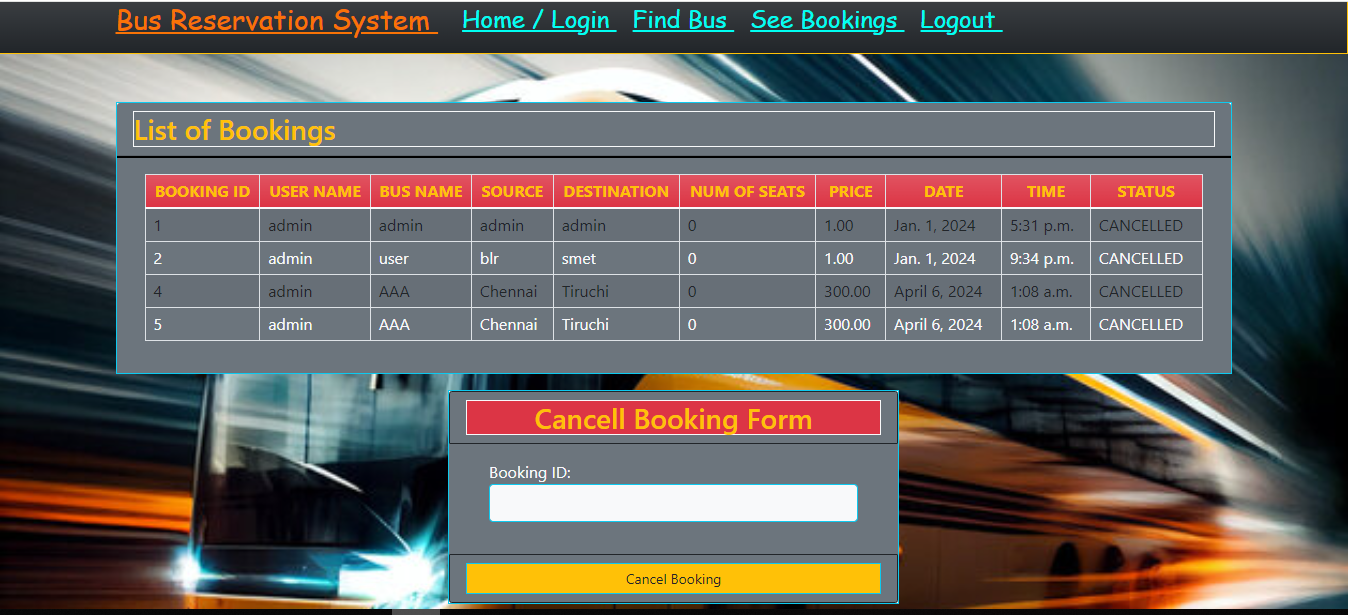 Bus Reservation System Home / Login Find Bus See Bookings Logout
List of Bookings
BOOKING ID USER NAME BUS NAME SOURCE DESTINATION NUM OF SEATS PRICE DATE TIME STATUS
1 admin admin admin admin 0 1.00 Jan. 1, 2024 5:31 p.m. CANCELLED
2 admin user blr smet 0 1.00 Jan. 1, 2024 9:34 p.m. CANCELLED
4 admin AAA Chennai Tiruchi 0 300.00 April 6, 2024 1:08 a.m. CANCELLED
5 admin AAA Chennai Tiruchi 0 300.00 April 6, 2024 1:08 a.m. CANCELLED
Cancell Booking Form
Booking ID:
Cancel Booking